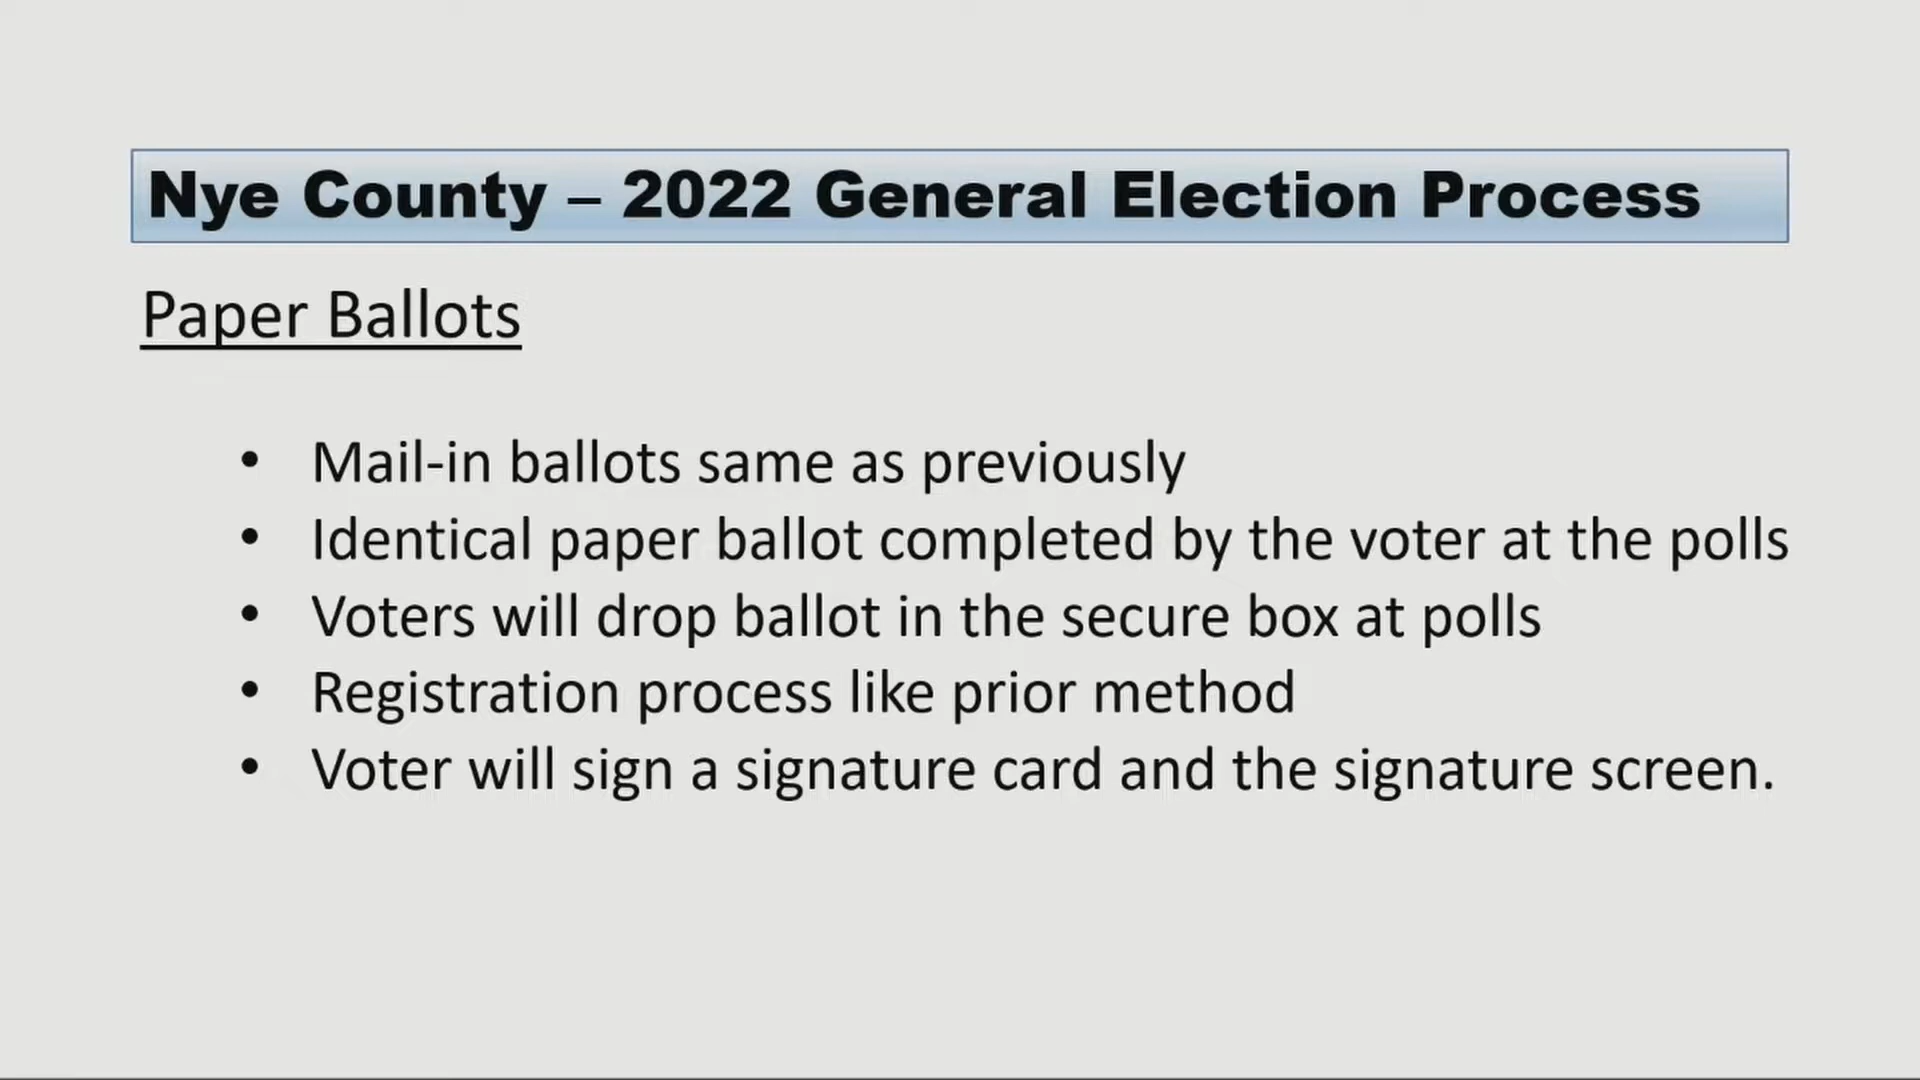 Nye County – 2022 General Election Process
Paper Ballots
• Mail-in ballots same as previously
• Identical paper ballot completed by the voter at the polls
• Voters will drop ballot in the secure box at polls
• Registration process like prior method
• Voter will sign a signature card and the signature screen.